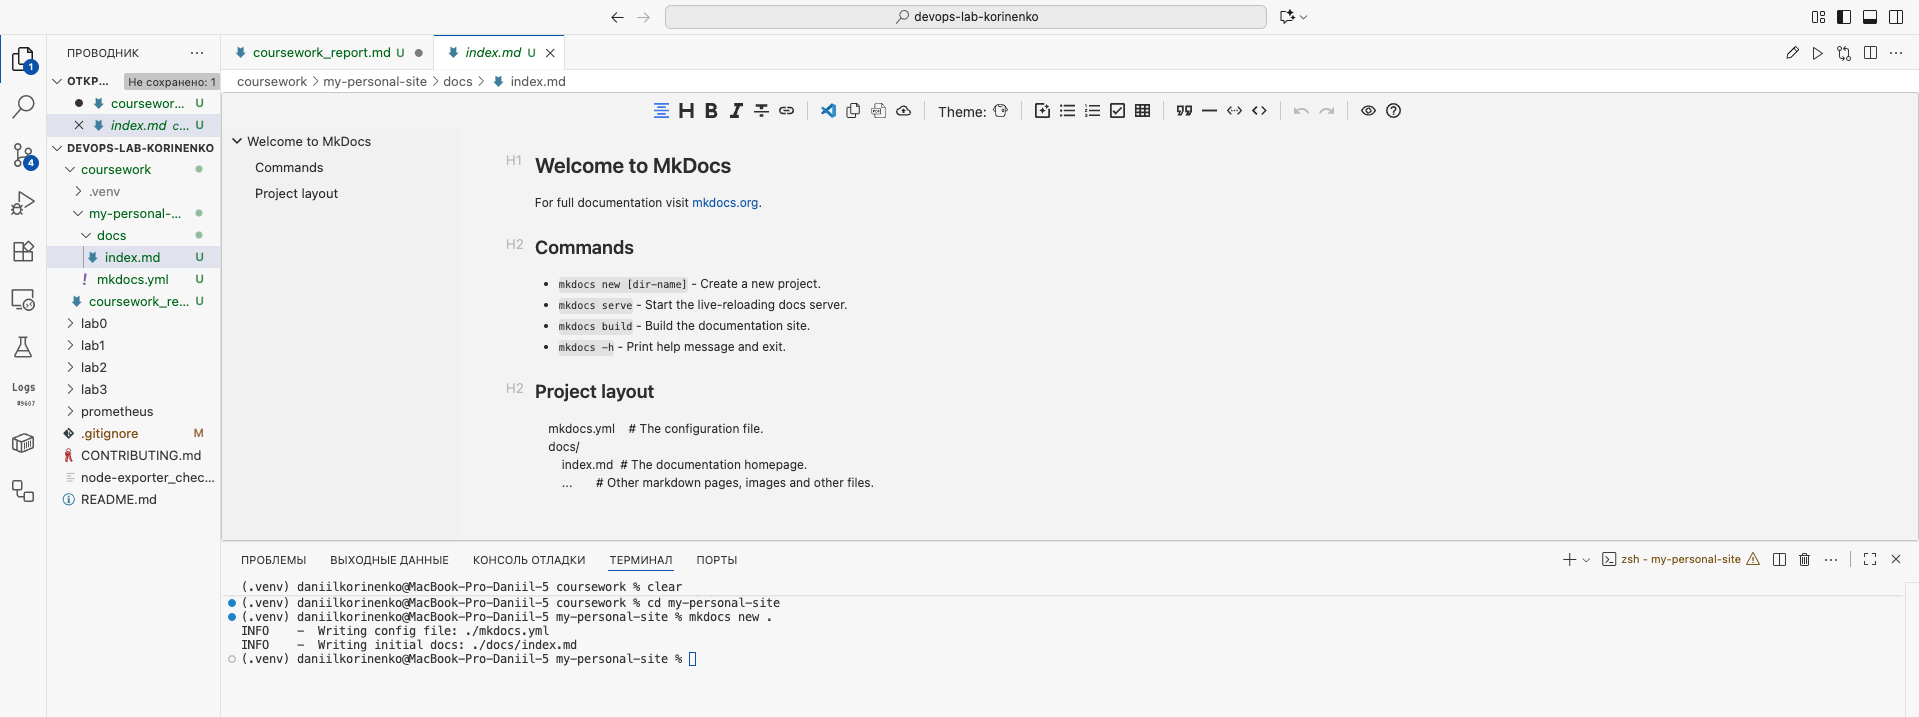 devops-lab-korinenko
ПРОВОДНИК
ОТКР... Не сохранено: 1
coursewor... U
index.md c... U
DEVOPS-LAB-KORINENKO
coursework
.venv
my-personal-...
docs
index.md U
mkdocs.yml U
coursework_re... U
lab0
lab1
lab2
lab3
prometheus
.gitignore M
CONTRIBUTING.md
node-exporter_chec...
README.md
1
4
Logs
#9607
coursework_report.md U
index.md U
coursework > my-personal-site > docs > index.md
Theme:
Welcome to MkDocs
Commands
Project layout
H1 Welcome to MkDocs
For full documentation visit mkdocs.org.
H2 Commands
• mkdocs new [dir-name] - Create a new project.
• mkdocs serve - Start the live-reloading docs server.
• mkdocs build - Build the documentation site.
• mkdocs -h - Print help message and exit.
H2 Project layout
mkdocs.yml # The configuration file.
docs/
index.md # The documentation homepage.
... # Other markdown pages, images and other files.
ПРОБЛЕМЫ ВЫХОДНЫЕ ДАННЫЕ КОНСОЛЬ ОТЛАДКИ ТЕРМИНАЛ ПОРТЫ
zsh - my-personal-site
(.venv) daniilkorinenko@MacBook-Pro-Daniil-5 coursework % clear
(.venv) daniilkorinenko@MacBook-Pro-Daniil-5 coursework % cd my-personal-site
(.venv) daniilkorinenko@MacBook-Pro-Daniil-5 my-personal-site % mkdocs new .
INFO - Writing config file: ./mkdocs.yml
INFO - Writing initial docs: ./docs/index.md
(.venv) daniilkorinenko@MacBook-Pro-Daniil-5 my-personal-site %